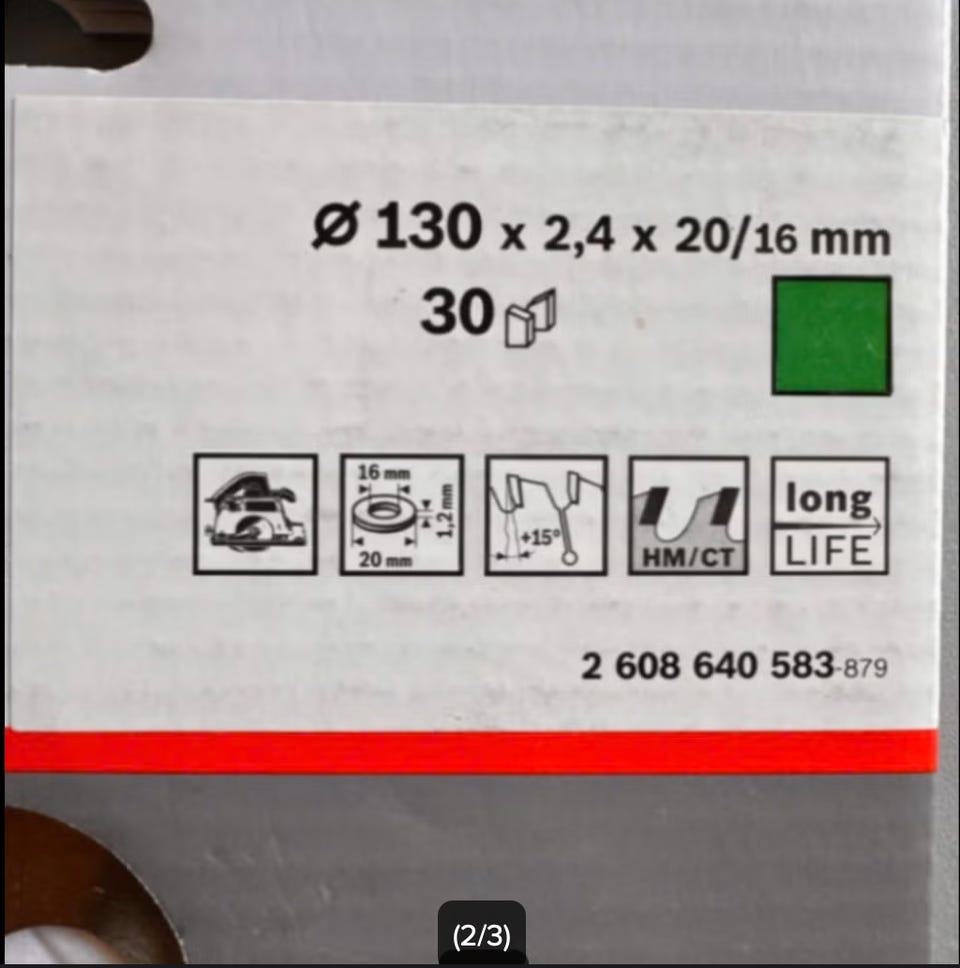 Ø 130 x 2,4 x 20/16 mm
30
16 mm
1,2 mm
20 mm
+15°
HM/CT
long
LIFE
2 608 640 583-879
(2/3)